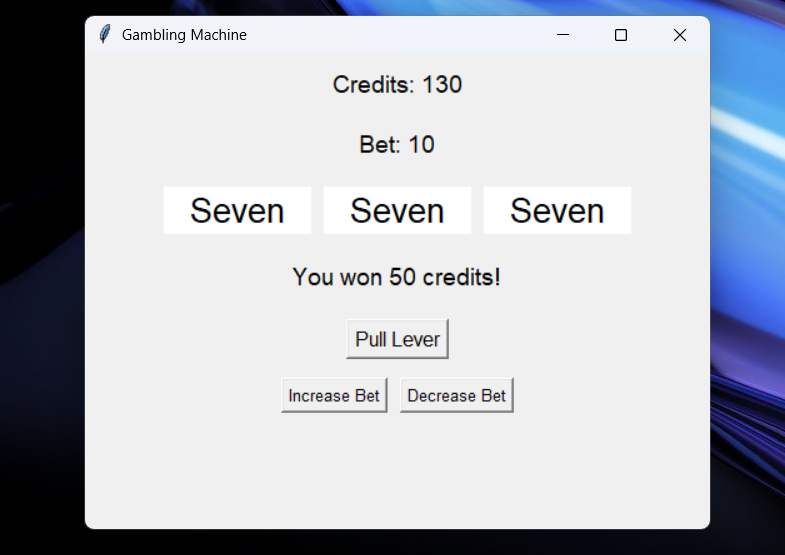 Gambling Machine
Credits: 130
Bet: 10
Seven Seven Seven
You won 50 credits!
Pull Lever
Increase Bet Decrease Bet